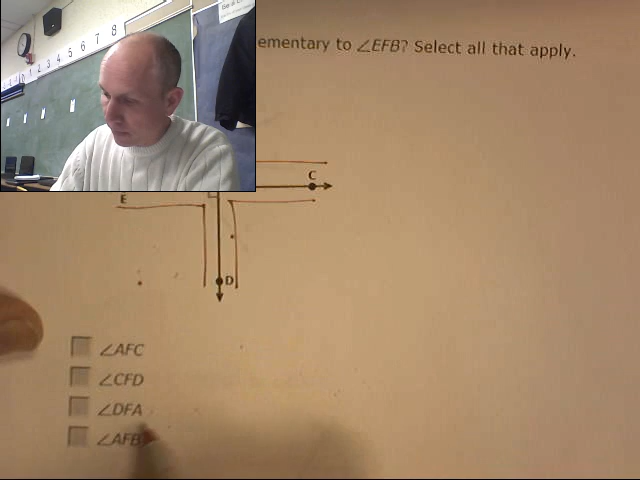 ementary to ∠EFB? Select all that apply.
1 2 3 4 5 6 7 8
C
E
D
∠AFC
∠CFD
∠DFA
∠AFB